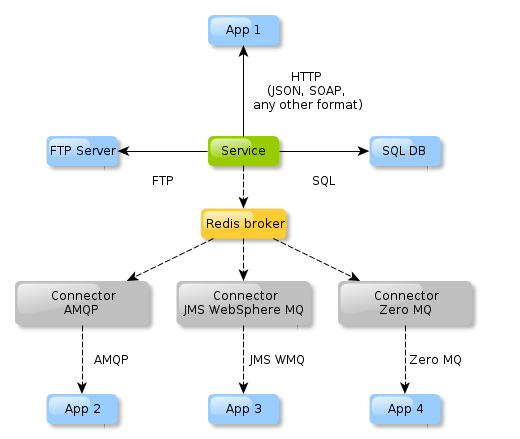 App 1
HTTP
(JSON, SOAP,
any other format)
FTP Server
Service
SQL DB
FTP
SQL
Redis broker
Connector
AMQP
Connector
JMS WebSphere MQ
Connector
Zero MQ
AMQP
JMS WMQ
Zero MQ
App 2
App 3
App 4